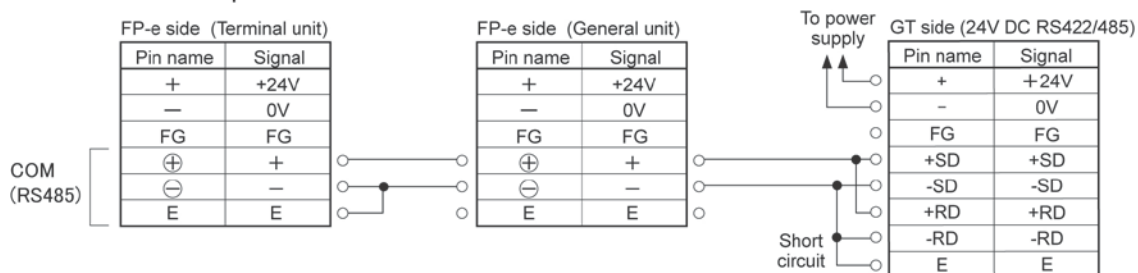 FP-e side (Terminal unit)
Pin name Signal
+ +24V
− 0V
FG FG
⊕ +
⊖ −
E E
COM
(RS485)
FP-e side (General unit)
Pin name Signal
+ +24V
− 0V
FG FG
⊕ +
⊖ −
E E
To power
supply
GT side (24V DC RS422/485)
Pin name Signal
+ +24V
− 0V
FG FG
+SD +SD
-SD -SD
+RD +RD
-RD -RD
E E
Short
circuit